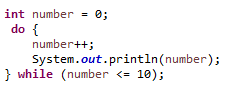 int number = 0;
do {
number++;
System.out.println(number);
} while (number <= 10);